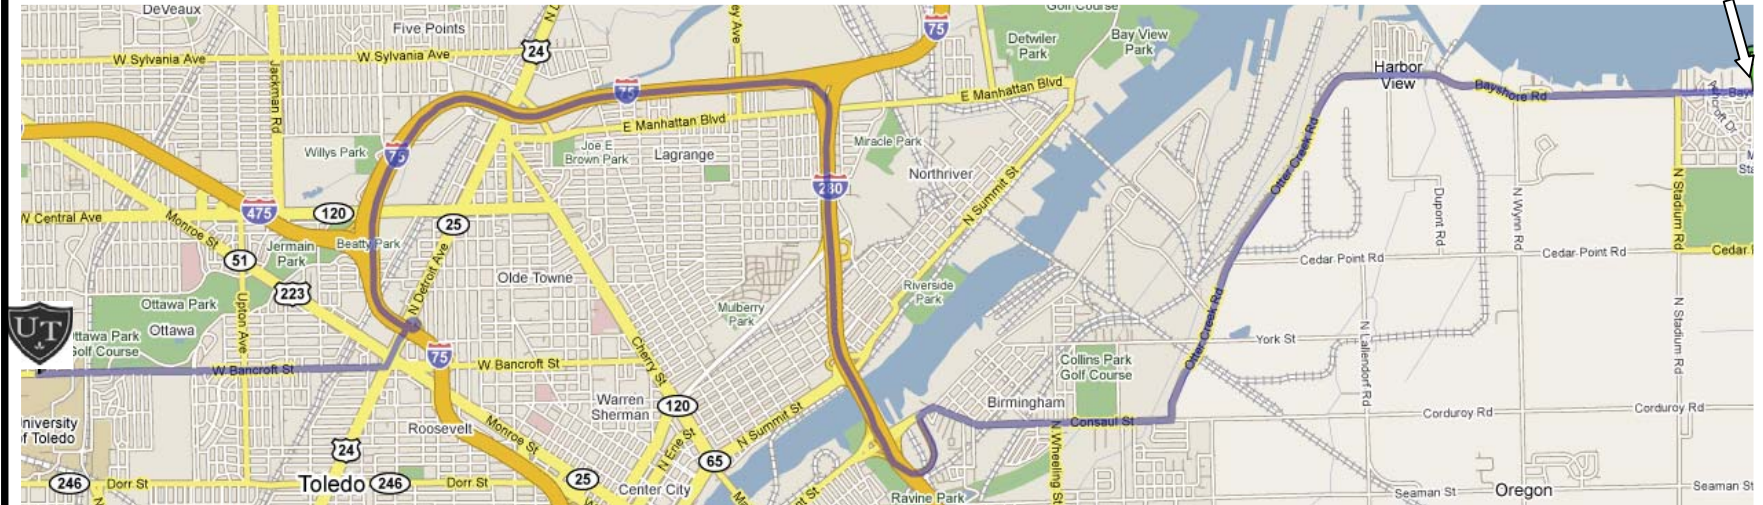 DeVeaux
Five Points
W Sylvania Ave
W Sylvania Ave
24
75
Golf Course
Detwiler
Park
Bay View
Park
Harbor
View
Jackman Rd
75
E Manhattan Blvd
Bayshore Rd
E Manhattan Blvd
Willys Park
75
Joe E
Brown Park
Lagrange
Miracle Park
Northriver
Otter Creek Rd
280
N Summit St
Dupont Rd
N Wynn Rd
N Stadium Rd
W Central Ave
475
120
25
Monroe St
Beatty Park
Jermain
Park
51
223
N Detroit Ave
Olde Towne
Cedar Point Rd
Cedar Point Rd
Cedar
Riverside
Park
Mulberry
Park
UT
Ottawa Park
Ottawa
Ottawa Park
Golf Course
Upton Ave
75
W Bancroft St
W Bancroft St
Cherry St
Otter Creek Rd
York St
N Lallendorf Rd
N Stadium Rd
Collins Park
Golf Course
Warren
Sherman
120
Birmingham
Consaul St
Corduroy Rd
Corduroy Rd
University
of Toledo
Roosevelt
Monroe St
N Summit St
N Erie St
N Wheeling St
24
65
246
Dorr St
Toledo
246
Dorr St
25
Center City
Ravine Park
Seaman St
Oregon
Seaman St